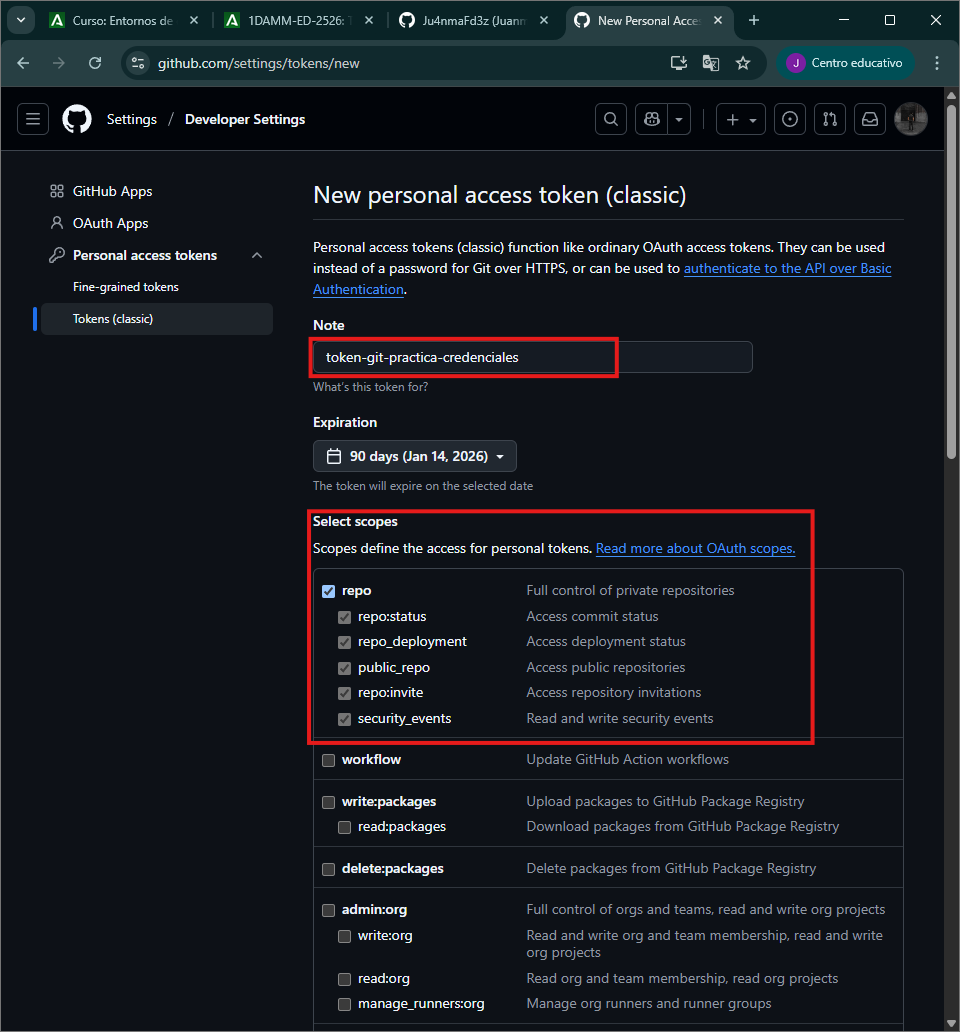 Curso: Entornos de
1DAMM-ED-2526: T
Ju4nmaFd3z (Juann
New Personal Acce
github.com/settings/tokens/new
J Centro educativo
Settings / Developer Settings
GitHub Apps
OAuth Apps
Personal access tokens
Fine-grained tokens
Tokens (classic)
New personal access token (classic)
Personal access tokens (classic) function like ordinary OAuth access tokens. They can be used
instead of a password for Git over HTTPS, or can be used to authenticate to the API over Basic
Authentication.
Note
token-git-practica-credenciales
What's this token for?
Expiration
90 days (Jan 14, 2026)
The token will expire on the selected date
Select scopes
Scopes define the access for personal tokens. Read more about OAuth scopes.
repo Full control of private repositories
repo:status Access commit status
repo_deployment Access deployment status
public_repo Access public repositories
repo:invite Access repository invitations
security_events Read and write security events
workflow Update GitHub Action workflows
write:packages Upload packages to GitHub Package Registry
read:packages Download packages from GitHub Package Registry
delete:packages Delete packages from GitHub Package Registry
admin:org Full control of orgs and teams, read and write org projects
write:org Read and write org and team membership, read and write
org projects
read:org Read org and team membership, read org projects
manage_runners:org Manage org runners and runner groups